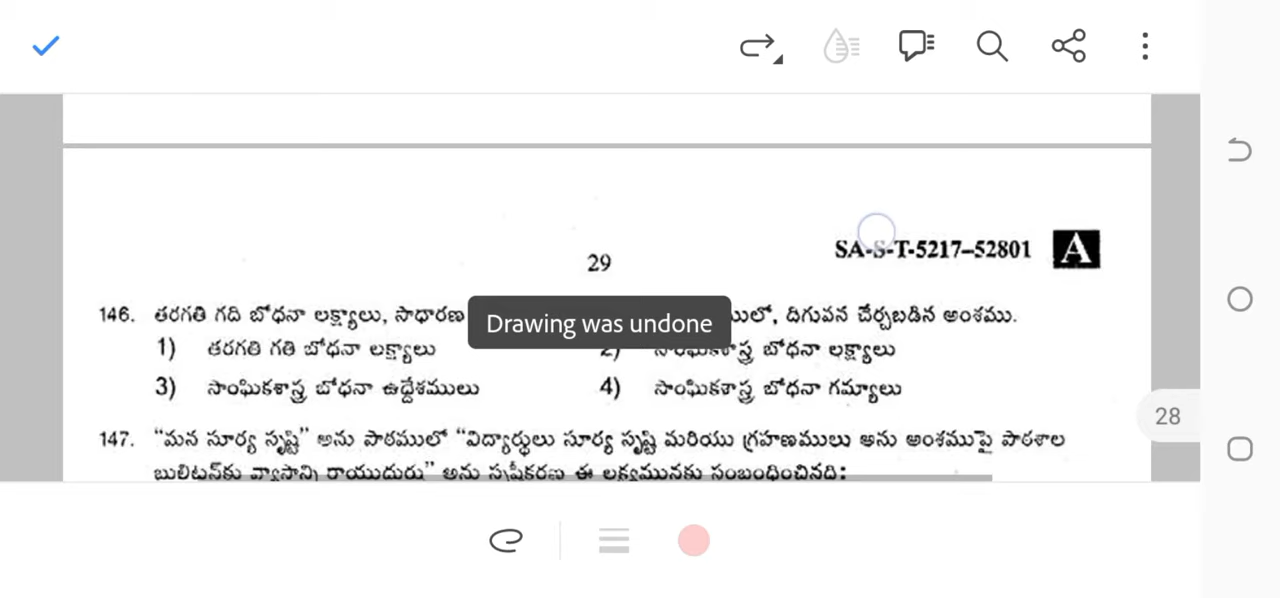 SA-S-T-5217–52801 A
29
146. తరగతి గది బోధనా లక్ష్యాలు, సాధారణ ములో, దిగువన చేర్చబడిన అంశము.
Drawing was undone
1) తరగతి గతి బోధనా లక్ష్యాలు 2) సాంఘికశాస్త్ర బోధనా లక్ష్యాలు
3) సాంఘికశాస్త్ర బోధనా ఉద్దేశములు 4) సాంఘికశాస్త్ర బోధనా గమ్యాలు
28
147. “మన సూర్య సృష్టి” అను పాఠములో “విద్యార్థులు సూర్య సృష్టి మరియు గ్రహణములు అను అంశముపై పాఠశాల
బులిటన్‌కు వ్యాసాన్ని రాయుదురు” అను స్పష్టీకరణ ఈ లక్ష్యమునకు సంబంధించినది: